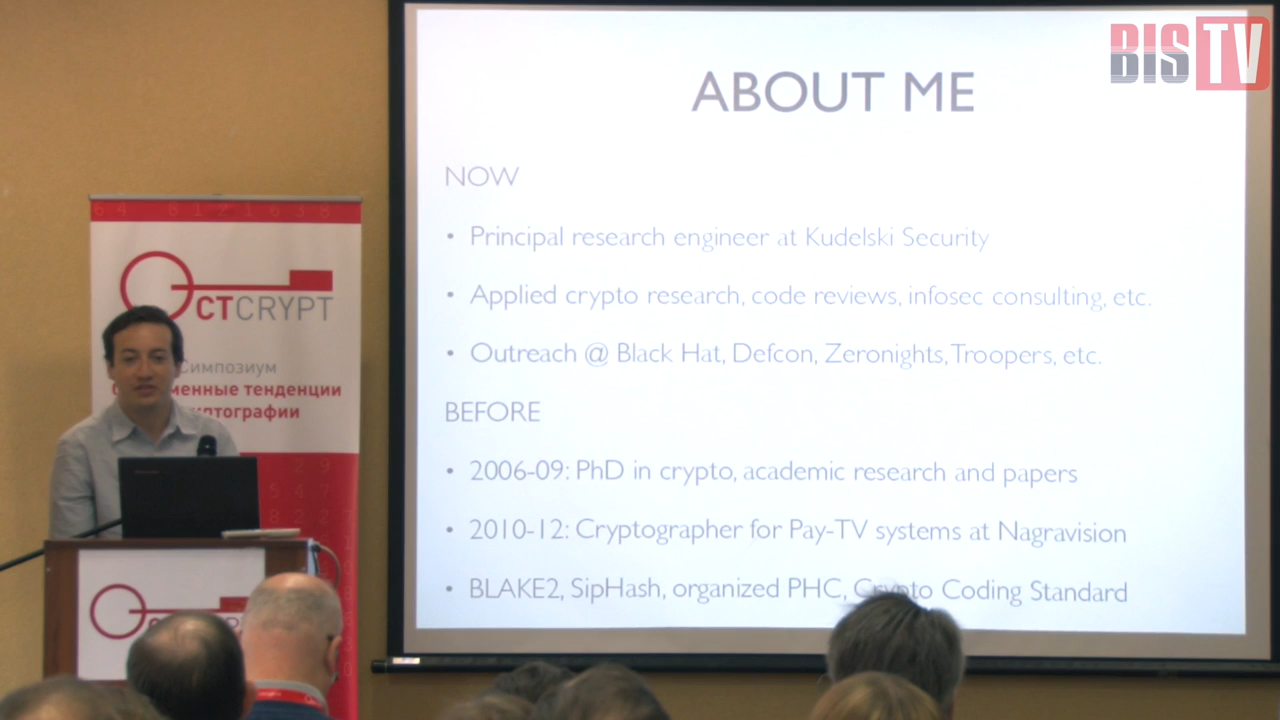 BIS TV
ABOUT ME
NOW
• Principal research engineer at Kudelski Security
• Applied crypto research, code reviews, infosec consulting, etc.
• Outreach @ Black Hat, Defcon, Zeronights, Troopers, etc.
BEFORE
• 2006-09: PhD in crypto, academic research and papers
• 2010-12: Cryptographer for Pay-TV systems at Nagravision
• BLAKE2, SipHash, organized PHC, Crypto Coding Standard
CTCRYPT
Симпозиум
тенденции